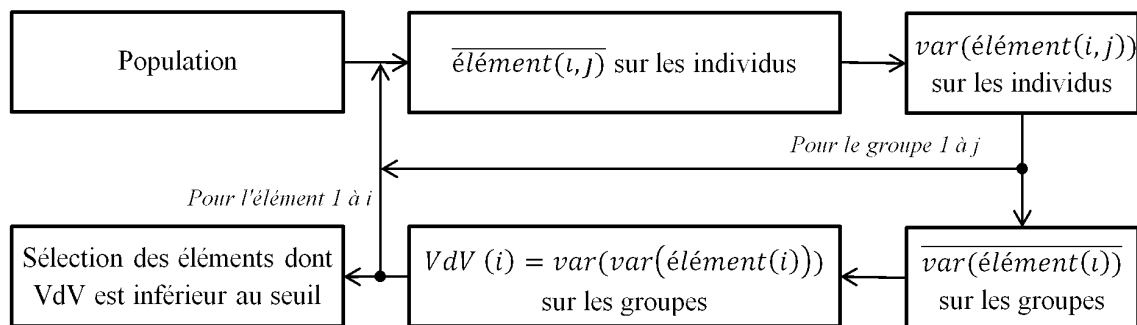 Population
élément(ı,ȷ) sur les individus
var(élément(i,j))
sur les individus
Pour le groupe 1 à j
Pour l'élément 1 à i
Sélection des éléments dont
VdV est inférieur au seuil
VdV (i) = var(var(élément(i)))
sur les groupes
var(élément(ı))
sur les groupes